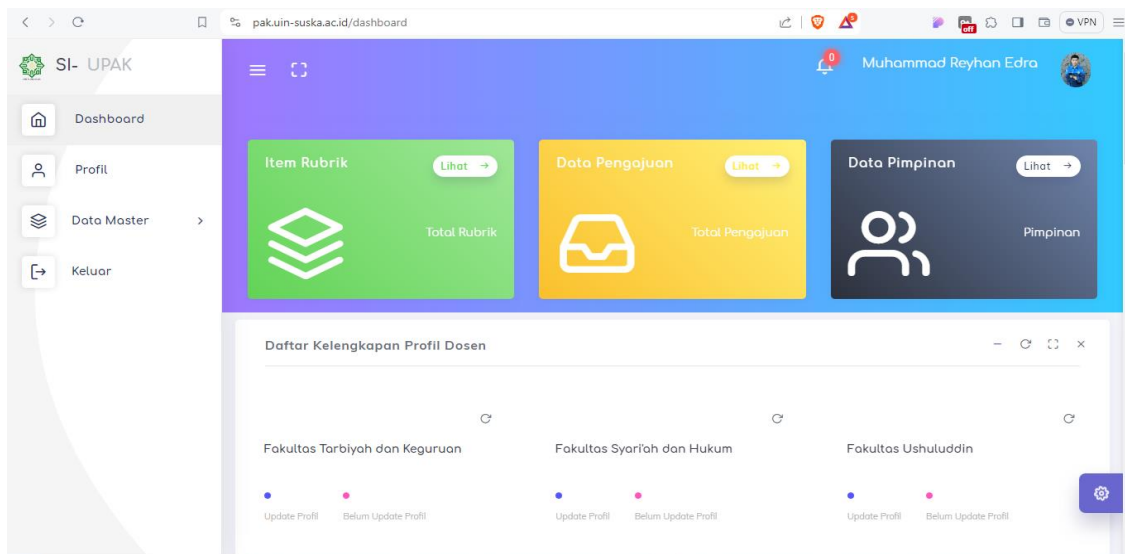 pak.uin-suska.ac.id/dashboard
off
VPN
SI- UPAK
0
Muhammad Reyhan Edra
Dashboard
Profil
Data Master
Keluar
Item Rubrik
Lihat →
Total Rubrik
Data Pengajuan
Lihat →
Total Pengajuan
Data Pimpinan
Lihat →
Pimpinan
Daftar Kelengkapan Profil Dosen
Fakultas Tarbiyah dan Keguruan
Update Profil Belum Update Profil
Fakultas Syari'ah dan Hukum
Update Profil Belum Update Profil
Fakultas Ushuluddin
Update Profil Belum Update Profil